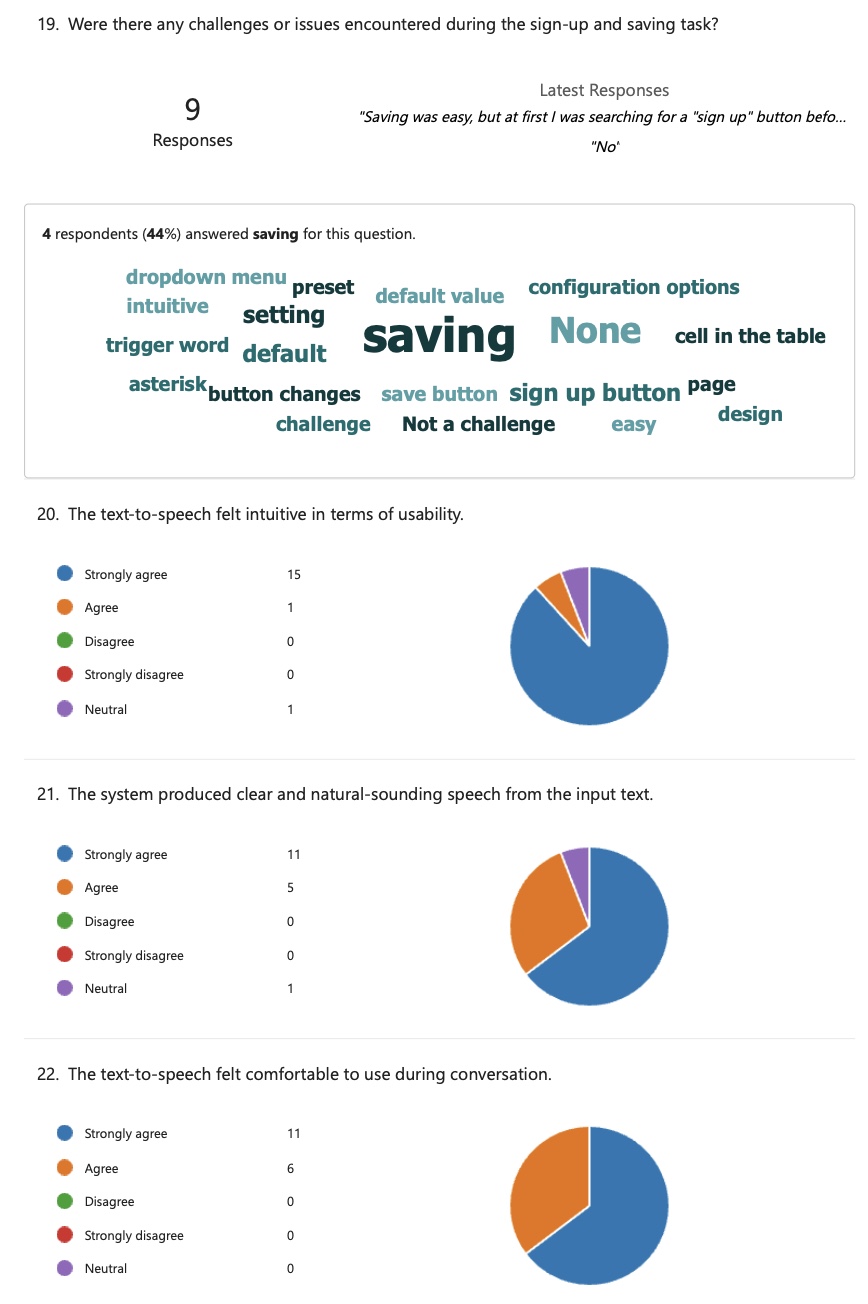 19. Were there any challenges or issues encountered during the sign-up and saving task?
9
Responses
Latest Responses
"Saving was easy, but at first I was searching for a "sign up" button befo...
"No"
4 respondents (44%) answered saving for this question.
dropdown menu preset default value configuration options
intuitive setting saving None cell in the table
trigger word default
asterisk button changes save button sign up button page
challenge Not a challenge easy design
20. The text-to-speech felt intuitive in terms of usability.
Strongly agree 15
Agree 1
Disagree 0
Strongly disagree 0
Neutral 1
21. The system produced clear and natural-sounding speech from the input text.
Strongly agree 11
Agree 5
Disagree 0
Strongly disagree 0
Neutral 1
22. The text-to-speech felt comfortable to use during conversation.
Strongly agree 11
Agree 6
Disagree 0
Strongly disagree 0
Neutral 0